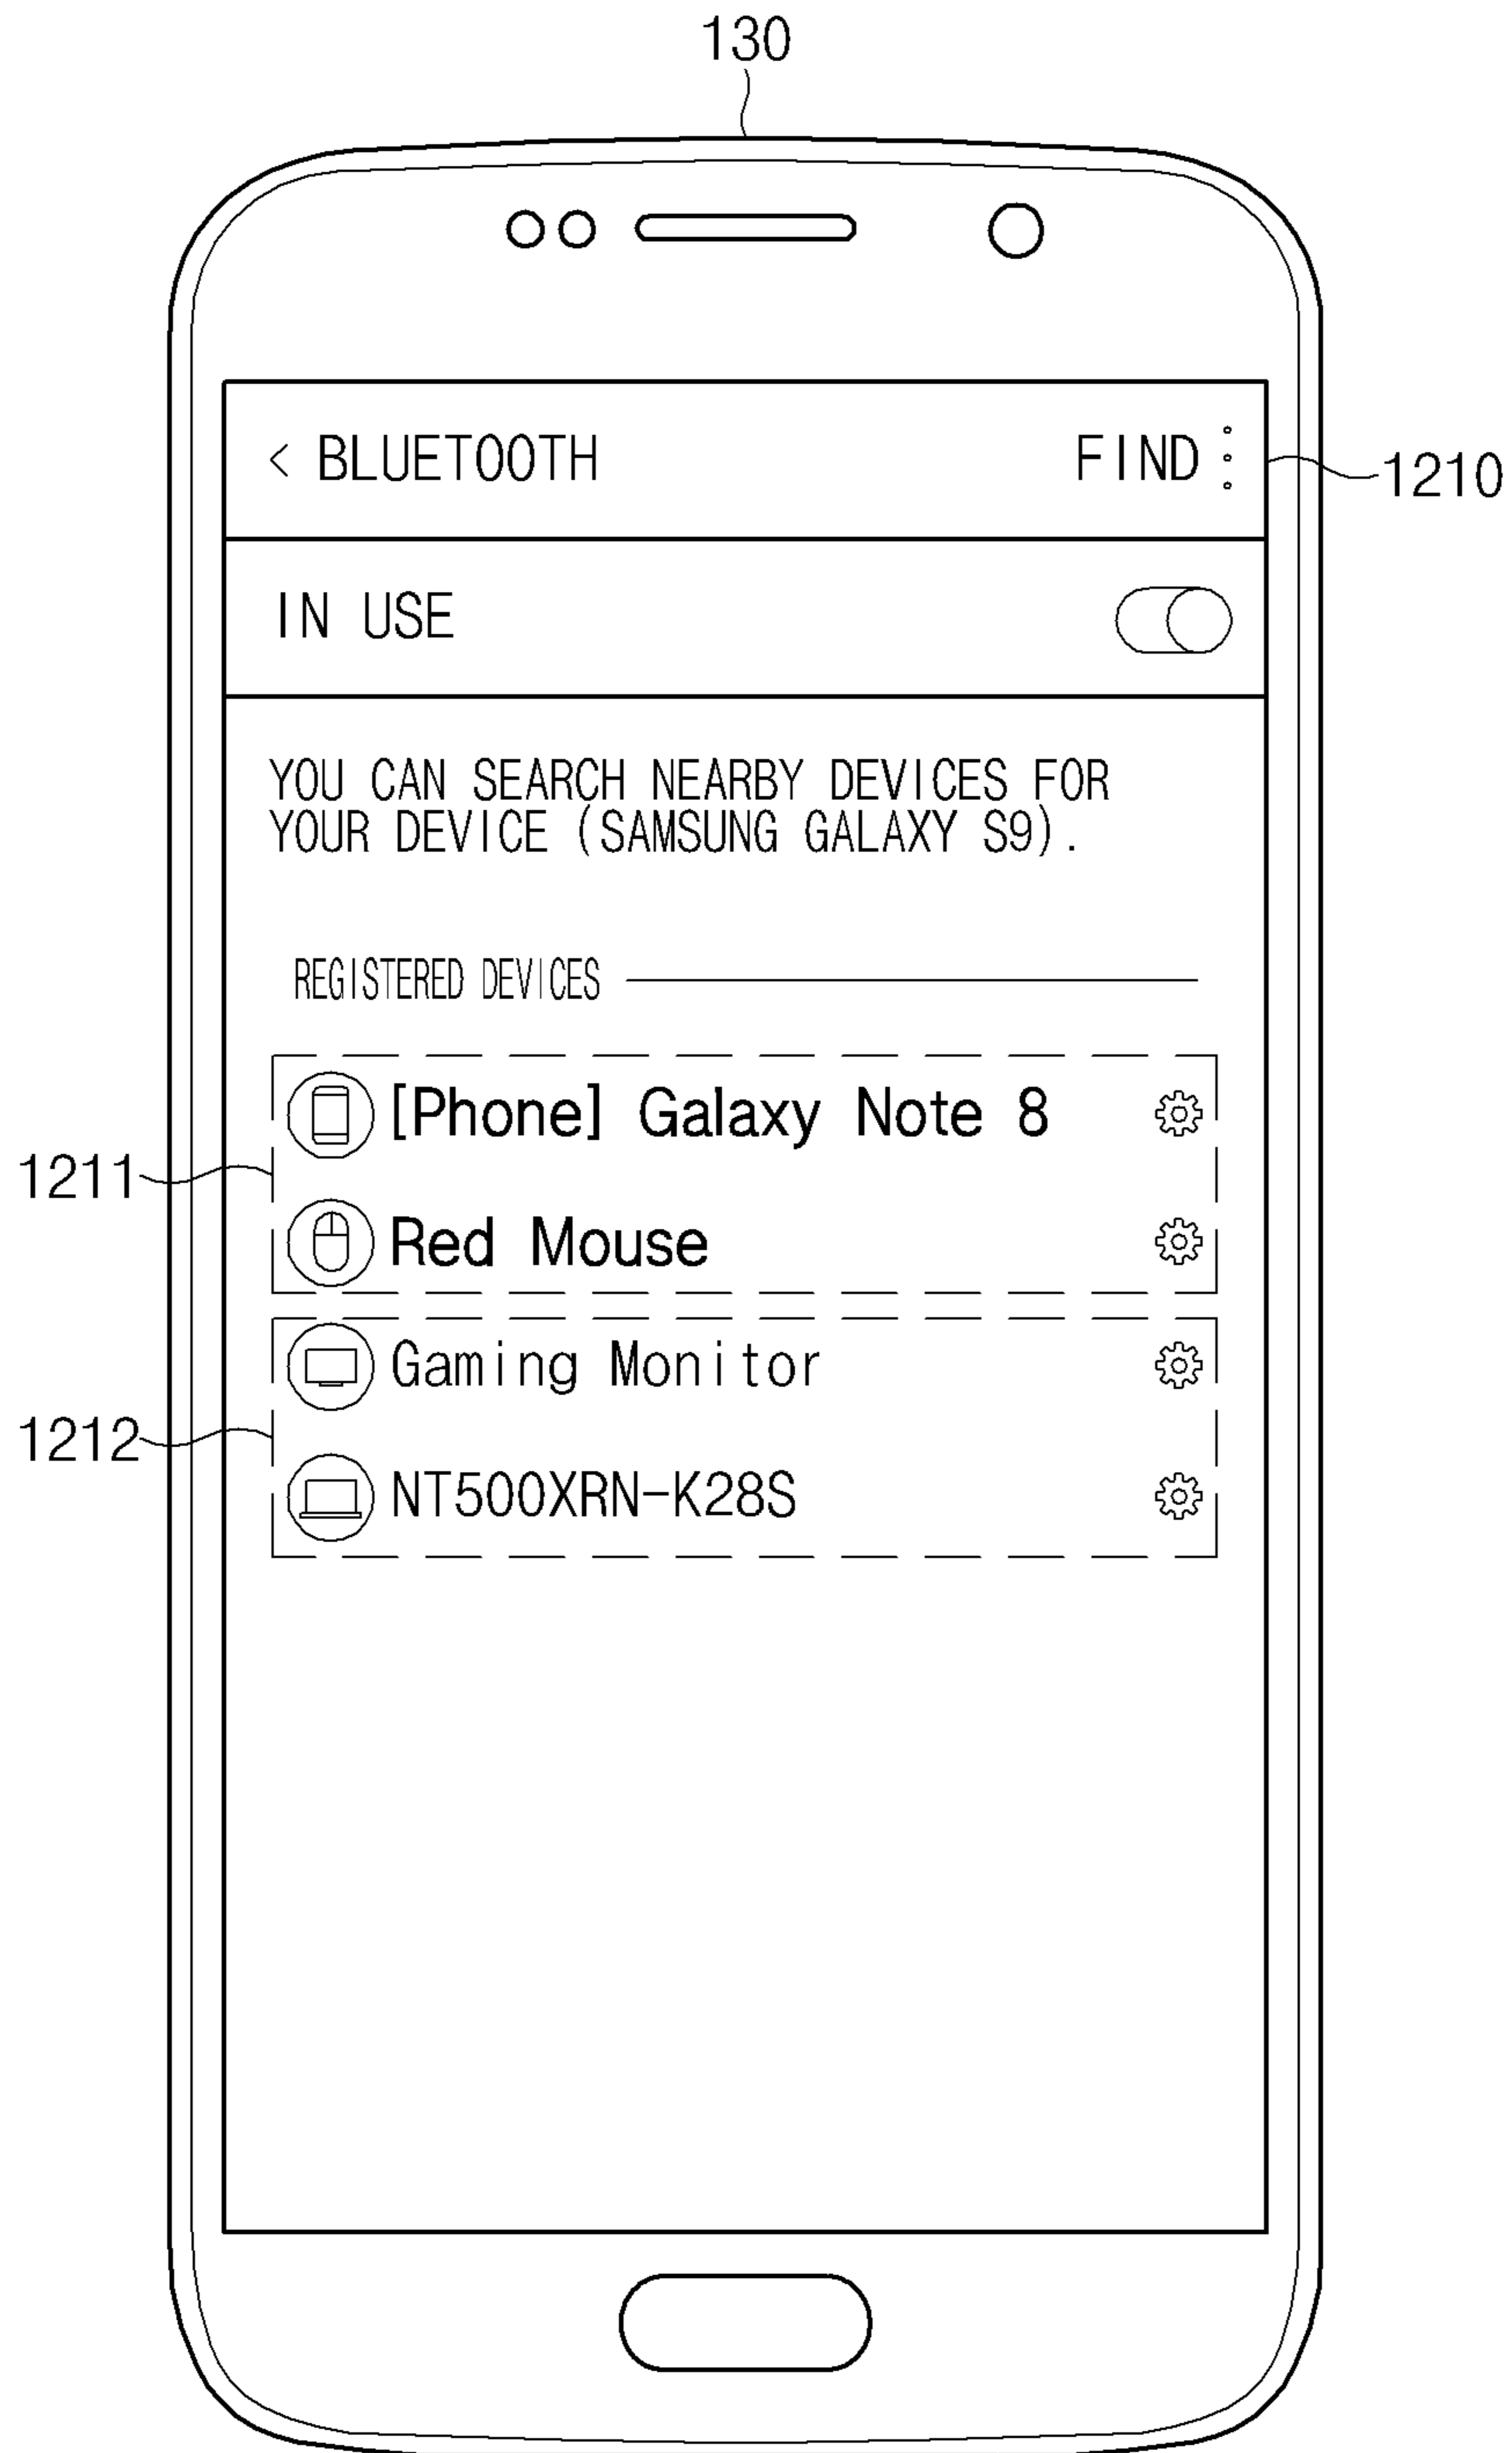 130
< BLUETOOTH FIND
1210
IN USE
YOU CAN SEARCH NEARBY DEVICES FOR
YOUR DEVICE (SAMSUNG GALAXY S9).
REGISTERED DEVICES
[Phone] Galaxy Note 8
1211
Red Mouse
Gaming Monitor
1212
NT500XRN-K28S